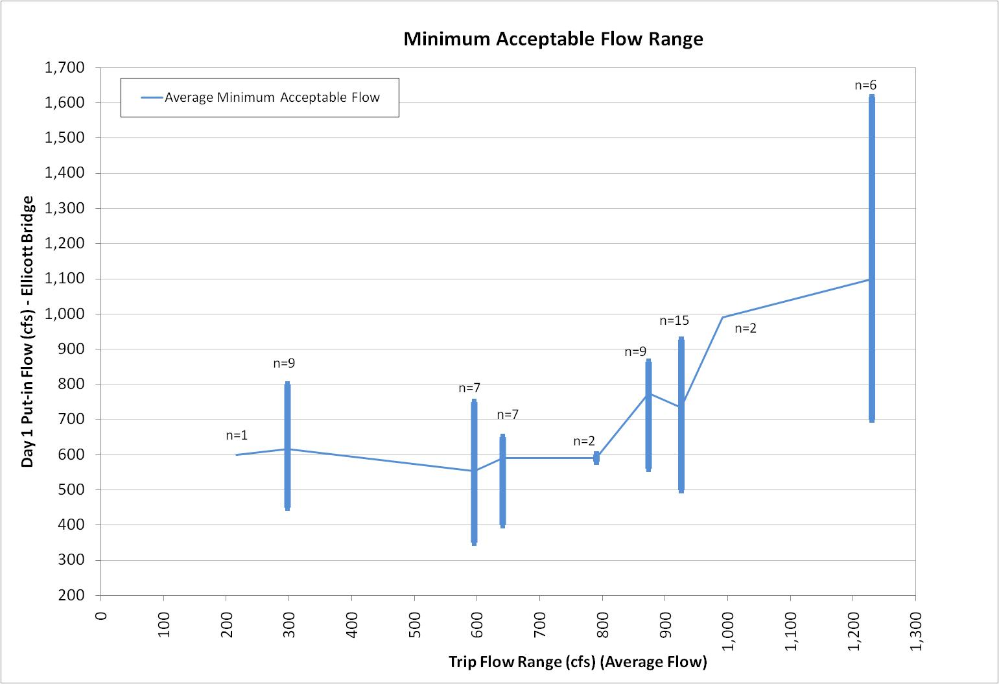 Minimum Acceptable Flow Range
1,700
1,600
1,500
1,400
1,300
1,200
1,100
1,000
900
800
700
600
500
400
300
200
Day 1 Put-in Flow (cfs) - Ellicott Bridge
Average Minimum Acceptable Flow
n=1
n=9
n=7
n=7
n=2
n=9
n=15
n=2
n=6
0
100
200
300
400
500
600
700
800
900
1,000
1,100
1,200
1,300
Trip Flow Range (cfs) (Average Flow)